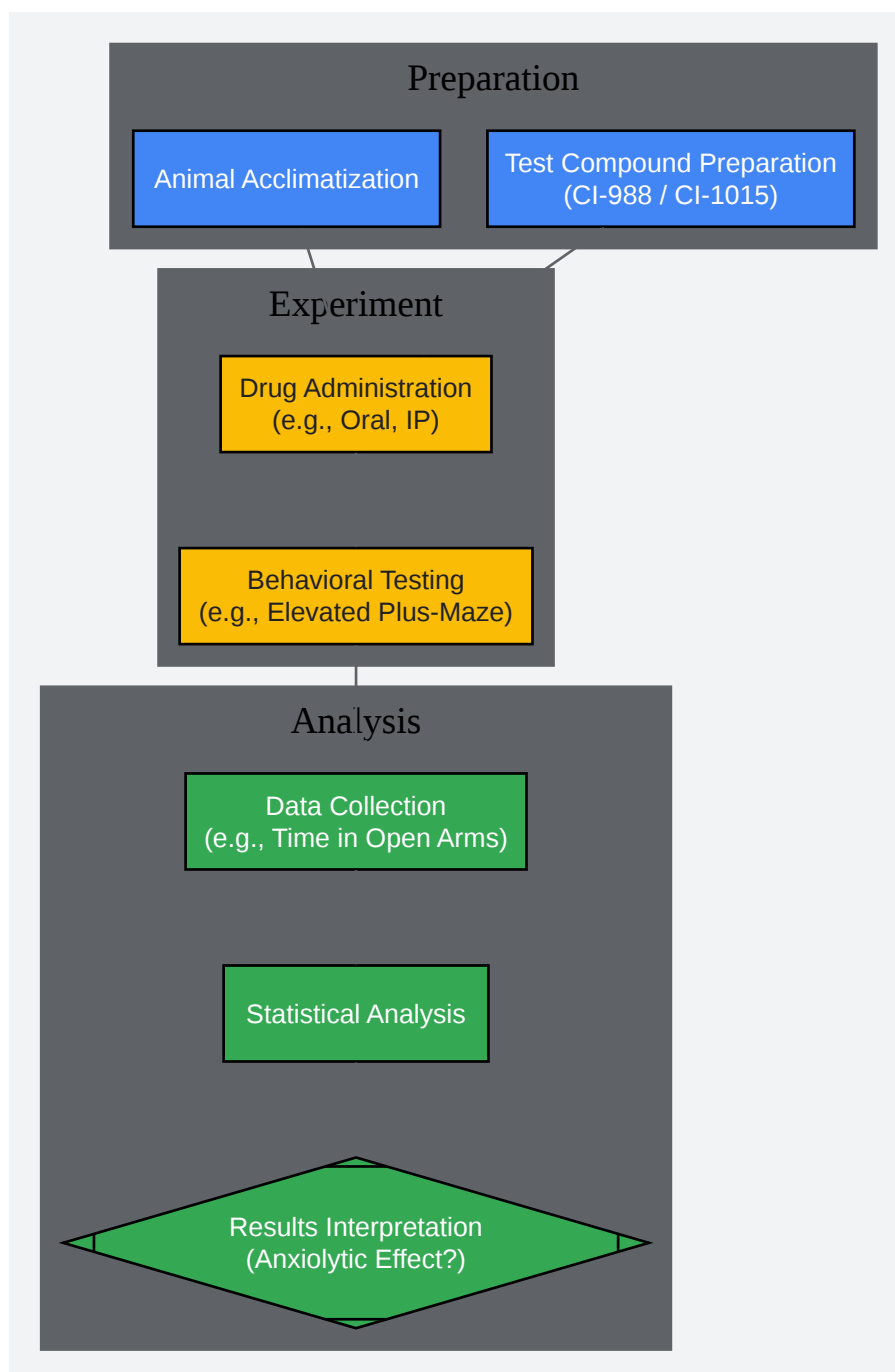 Preparation
Animal Acclimatization
Test Compound Preparation
(CI-988 / CI-1015)
Experiment
Drug Administration
(e.g., Oral, IP)
Behavioral Testing
(e.g., Elevated Plus-Maze)
Analysis
Data Collection
(e.g., Time in Open Arms)
Statistical Analysis
Results Interpretation
(Anxiolytic Effect?)